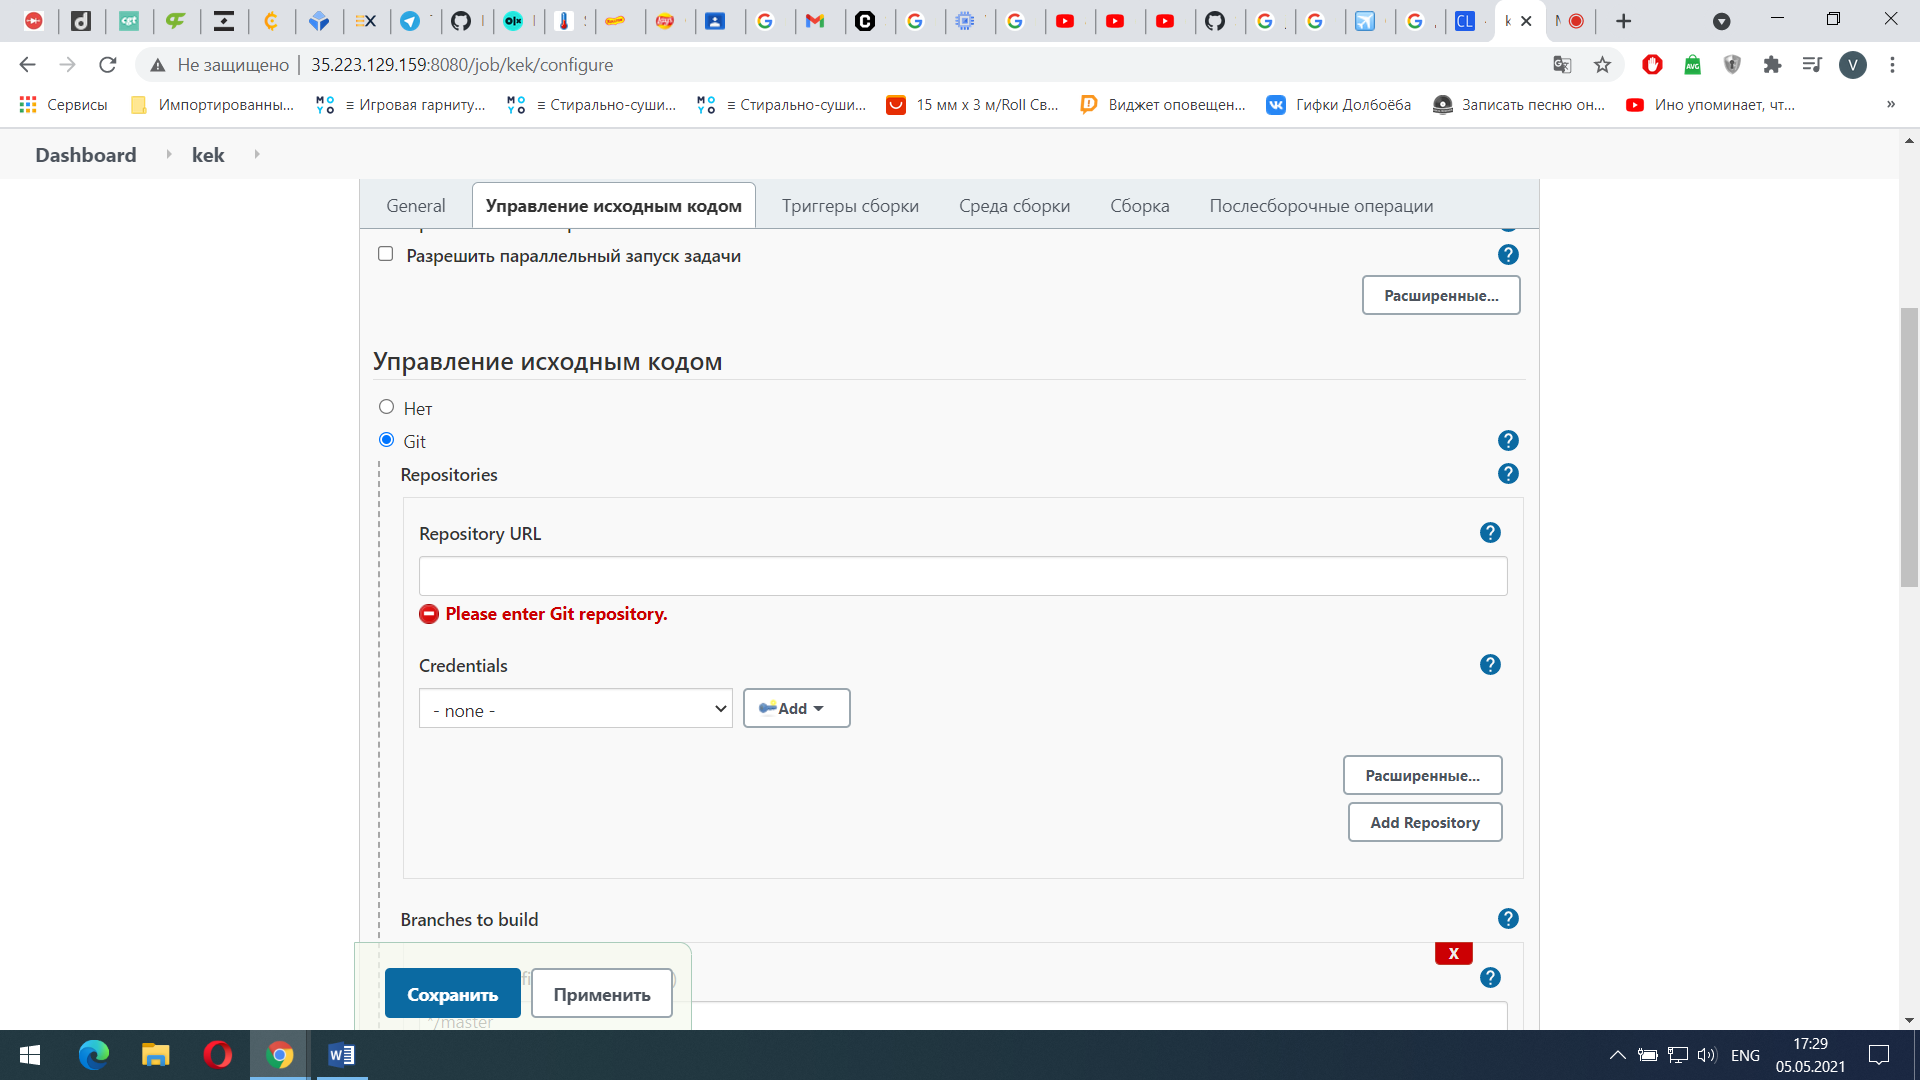 Не защищено | 35.223.129.159:8080/job/kek/configure
V
Сервисы Импортированны... ≡ Игровая гарниту... ≡ Стирально-суши... ≡ Стирально-суши... 15 мм x 3 м/Roll Св... Виджет оповещен... Гифки Долбоёба Записать песню он... Ино упоминает, чт... »
Dashboard kek
General Управление исходным кодом Триггеры сборки Среда сборки Сборка Послесборочные операции
Разрешить параллельный запуск задачи
Расширенные...
Управление исходным кодом
Нет
Git
Repositories
Repository URL
Please enter Git repository.
Credentials
- none - Add
Расширенные...
Add Repository
Branches to build
X
Сохранить Применить
*/master
ENG
17:29
05.05.2021